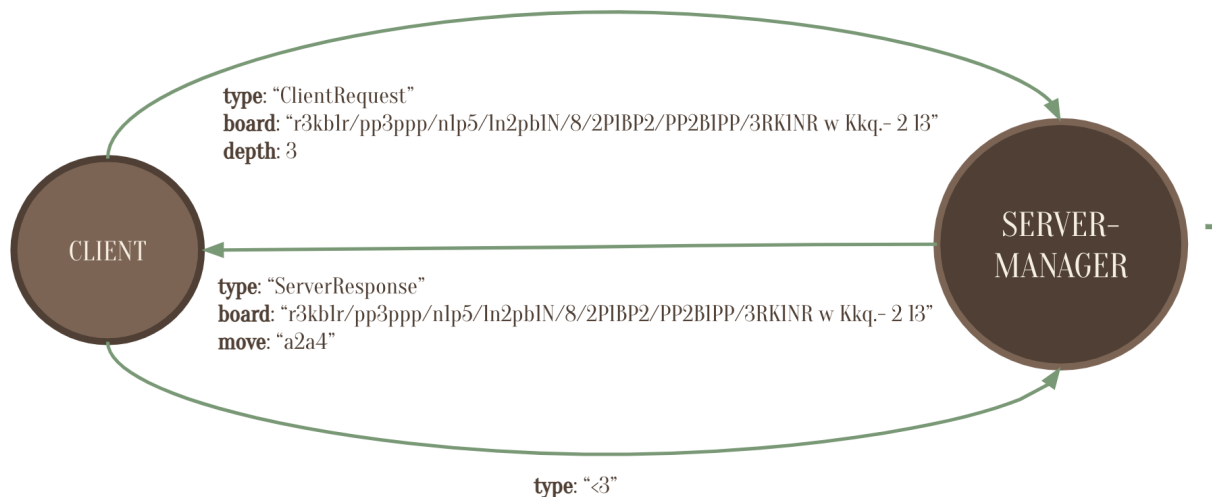 type: “ClientRequest”
board: “r3kb1r/pp3ppp/n1p5/1n2pb1N/8/2P1BP2/PP2B1PP/3RK1NR w Kkq.- 2 13”
depth: 3
CLIENT
SERVER-
MANAGER
type: “ServerResponse”
board: “r3kb1r/pp3ppp/n1p5/1n2pb1N/8/2P1BP2/PP2B1PP/3RK1NR w Kkq.- 2 13”
move: “a2a4”
type: “<3”